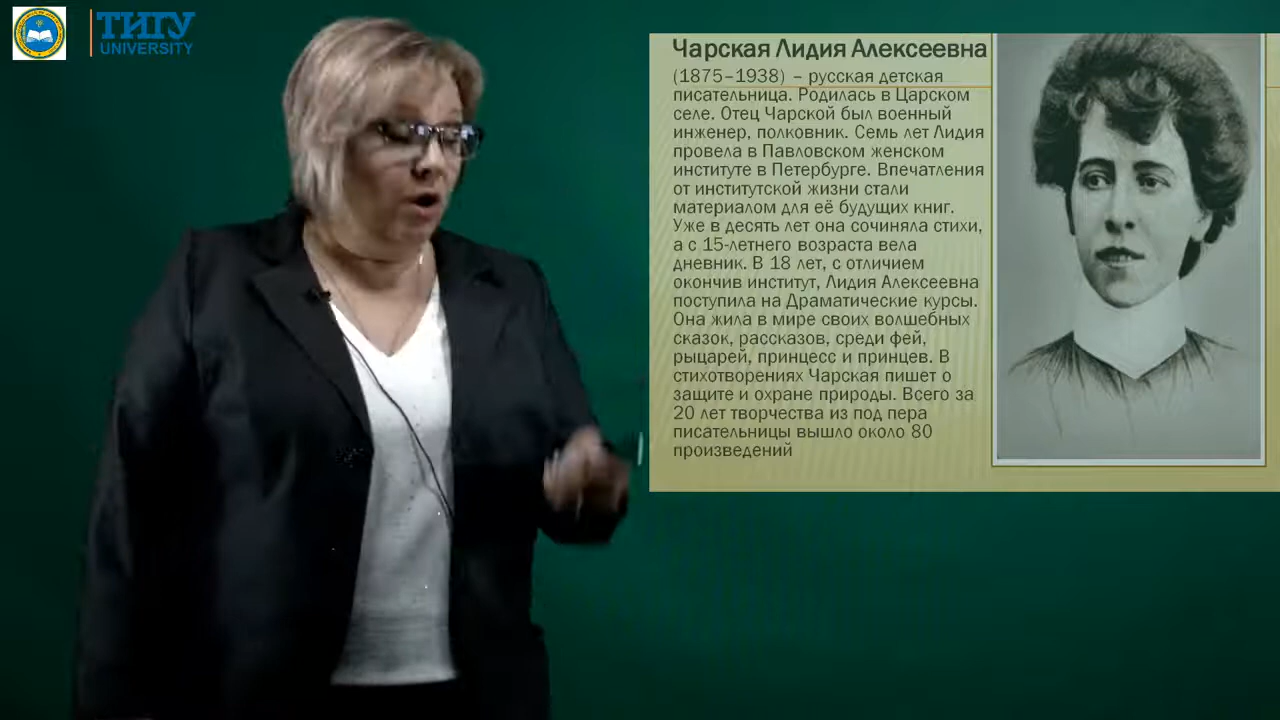 ТИГУ
UNIVERSITY
Чарская Лидия Алексеевна
(1875–1938) – русская детская
писательница. Родилась в Царском
селе. Отец Чарской был военный
инженер, полковник. Семь лет Лидия
провела в Павловском женском
институте в Петербурге. Впечатления
от институтской жизни стали
материалом для её будущих книг.
Уже в десять лет она сочиняла стихи,
а с 15-летнего возраста вела
дневник. В 18 лет, с отличием
окончив институт, Лидия Алексеевна
поступила на Драматические курсы.
Она жила в мире своих волшебных
сказок, рассказов, среди фей,
рыцарей, принцесс и принцев. В
стихотворениях Чарская пишет о
защите и охране природы. Всего за
20 лет творчества из под пера
писательницы вышло около 80
произведений